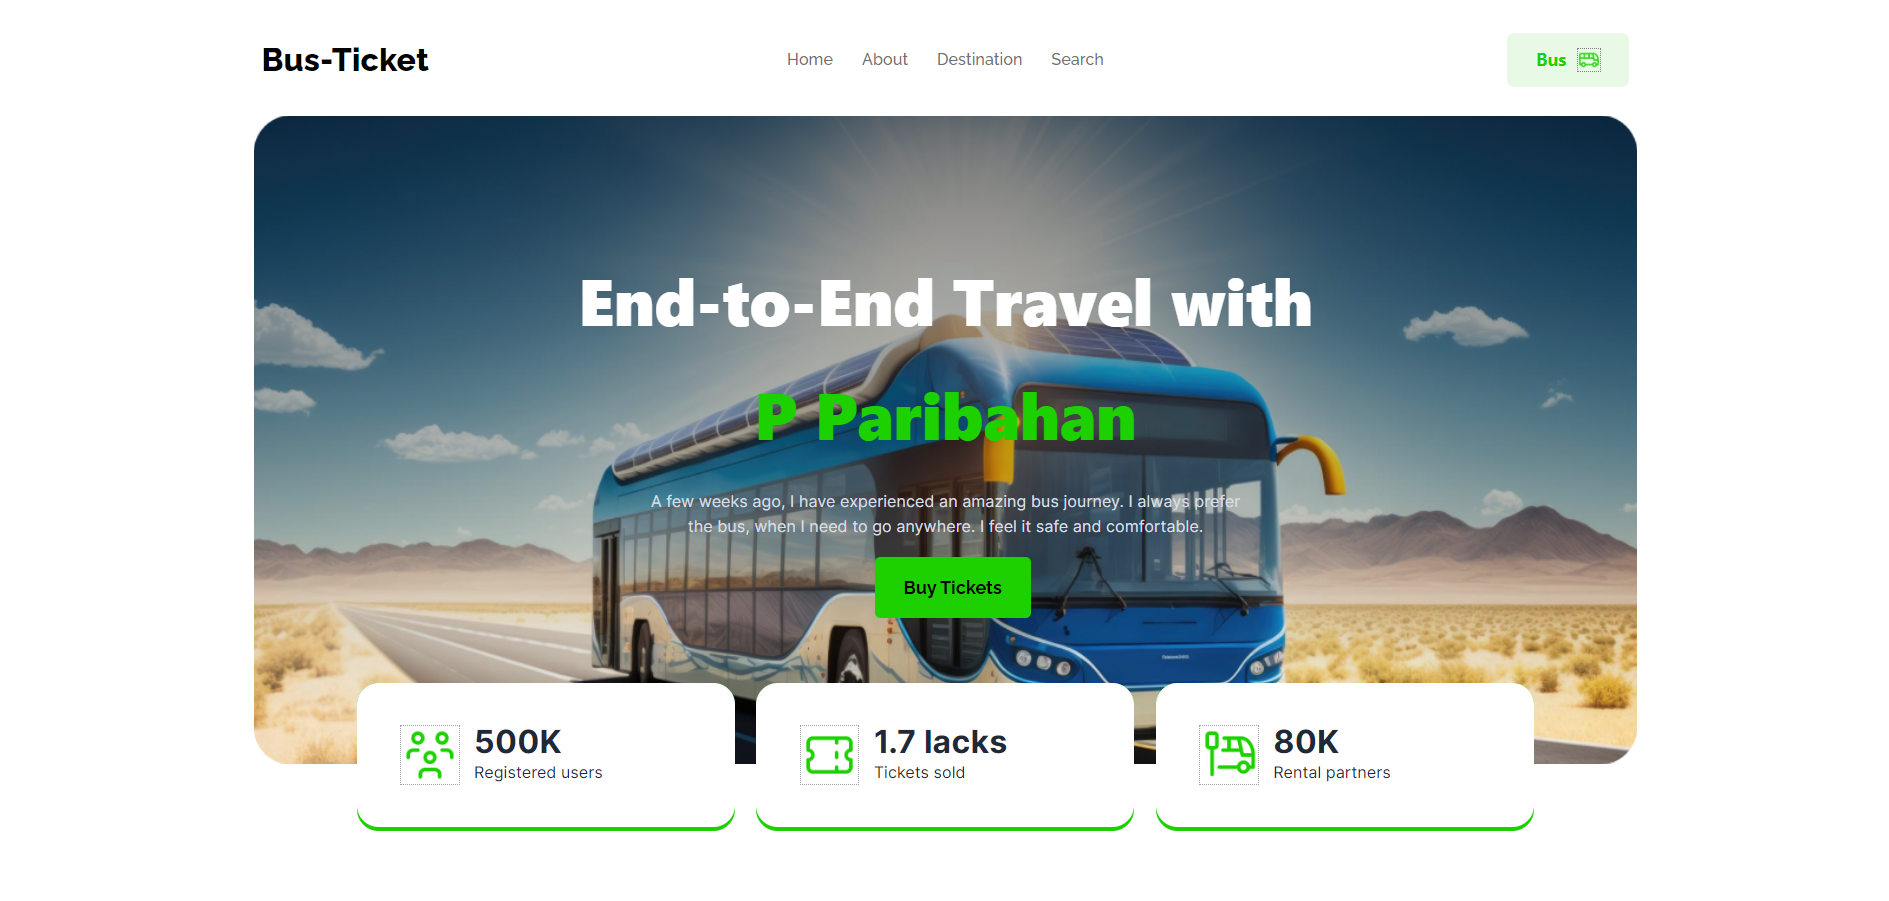 Bus-Ticket
Home About Destination Search
Bus
End-to-End Travel with
P Paribahan
A few weeks ago, I have experienced an amazing bus journey. I always prefer
the bus, when I need to go anywhere. I feel it safe and comfortable.
Buy Tickets
500K
Registered users
1.7 lacks
Tickets sold
80K
Rental partners